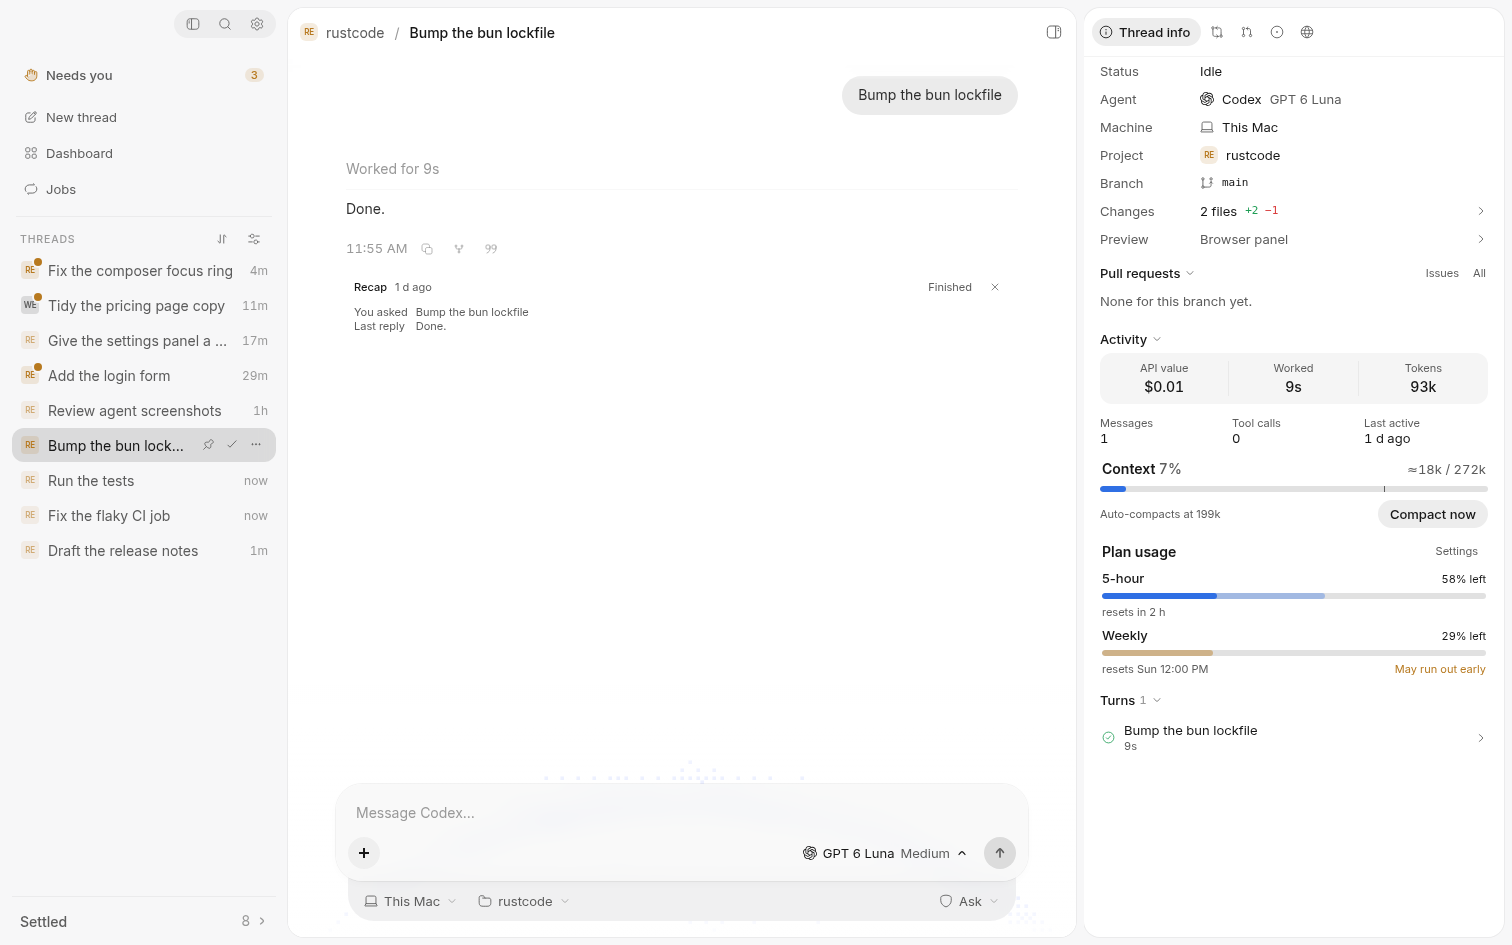 Needs you 3
New thread
Dashboard
Jobs
THREADS
RE Fix the composer focus ring 4m
WE Tidy the pricing page copy 11m
RE Give the settings panel a ... 17m
RE Add the login form 29m
RE Review agent screenshots 1h
RE Bump the bun lock...
RE Run the tests now
RE Fix the flaky CI job now
RE Draft the release notes 1m
Settled 8
RE rustcode / Bump the bun lockfile
Bump the bun lockfile
Worked for 9s
Done.
11:55 AM
Recap 1 d ago Finished
You asked Bump the bun lockfile
Last reply Done.
Message Codex...
GPT 6 Luna Medium
This Mac rustcode Ask
Thread info
Status Idle
Agent Codex GPT 6 Luna
Machine This Mac
Project RE rustcode
Branch main
Changes 2 files +2 −1
Preview Browser panel
Pull requests Issues All
None for this branch yet.
Activity
API value Worked Tokens
$0.01 9s 93k
Messages Tool calls Last active
1 0 1 d ago
Context 7% ≈18k / 272k
Auto-compacts at 199k Compact now
Plan usage Settings
5-hour 58% left
resets in 2 h
Weekly 29% left
resets Sun 12:00 PM May run out early
Turns 1
Bump the bun lockfile
9s